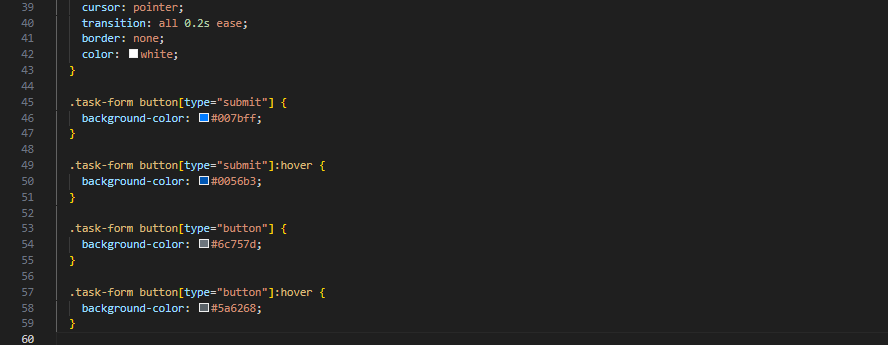 39 cursor: pointer;
40 transition: all 0.2s ease;
41 border: none;
42 color: white;
43 }
44
45 .task-form button[type="submit"] {
46 background-color: #007bff;
47 }
48
49 .task-form button[type="submit"]:hover {
50 background-color: #0056b3;
51 }
52
53 .task-form button[type="button"] {
54 background-color: #6c757d;
55 }
56
57 .task-form button[type="button"]:hover {
58 background-color: #5a6268;
59 }
60